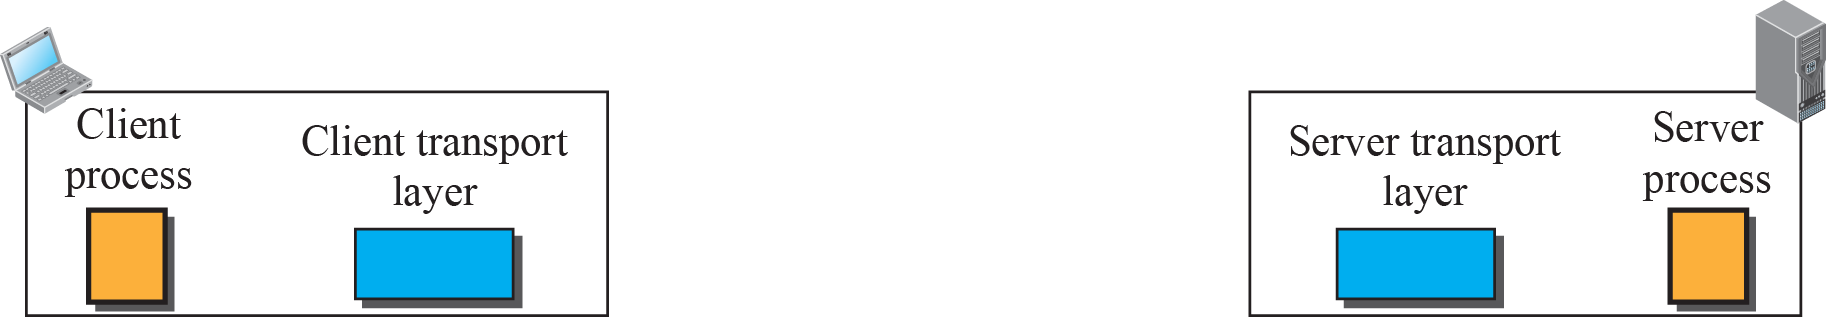 Client
process
Client transport
layer
Server transport
layer
Server
process